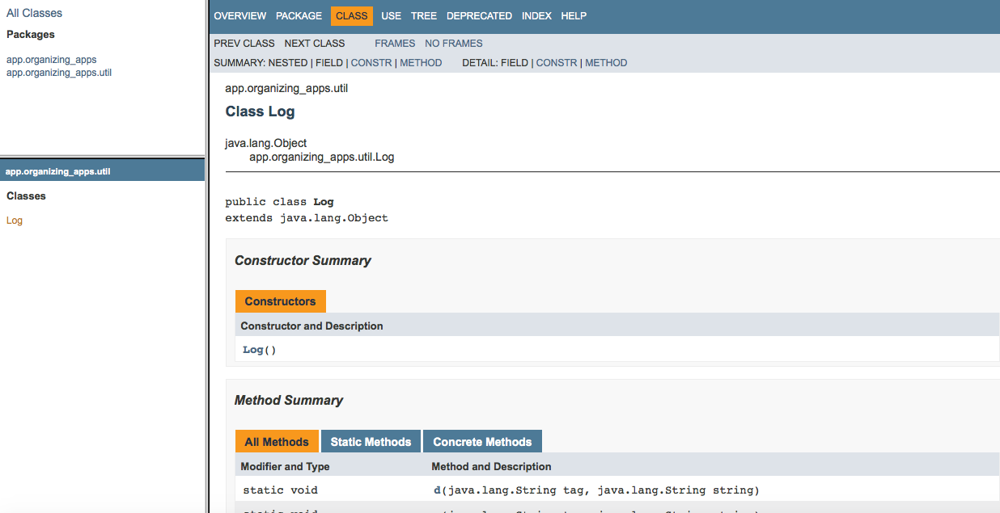 All Classes
Packages
app.organizing_apps
app.organizing_apps.util
app.organizing_apps.util
Classes
Log
OVERVIEW PACKAGE CLASS USE TREE DEPRECATED INDEX HELP
PREV CLASS NEXT CLASS FRAMES NO FRAMES
SUMMARY: NESTED | FIELD | CONSTR | METHOD DETAIL: FIELD | CONSTR | METHOD
app.organizing_apps.util
Class Log
java.lang.Object
app.organizing_apps.util.Log
public class Log
extends java.lang.Object
Constructor Summary
Constructors
Constructor and Description
Log()
Method Summary
All Methods Static Methods Concrete Methods
Modifier and Type Method and Description
static void d(java.lang.String tag, java.lang.String string)